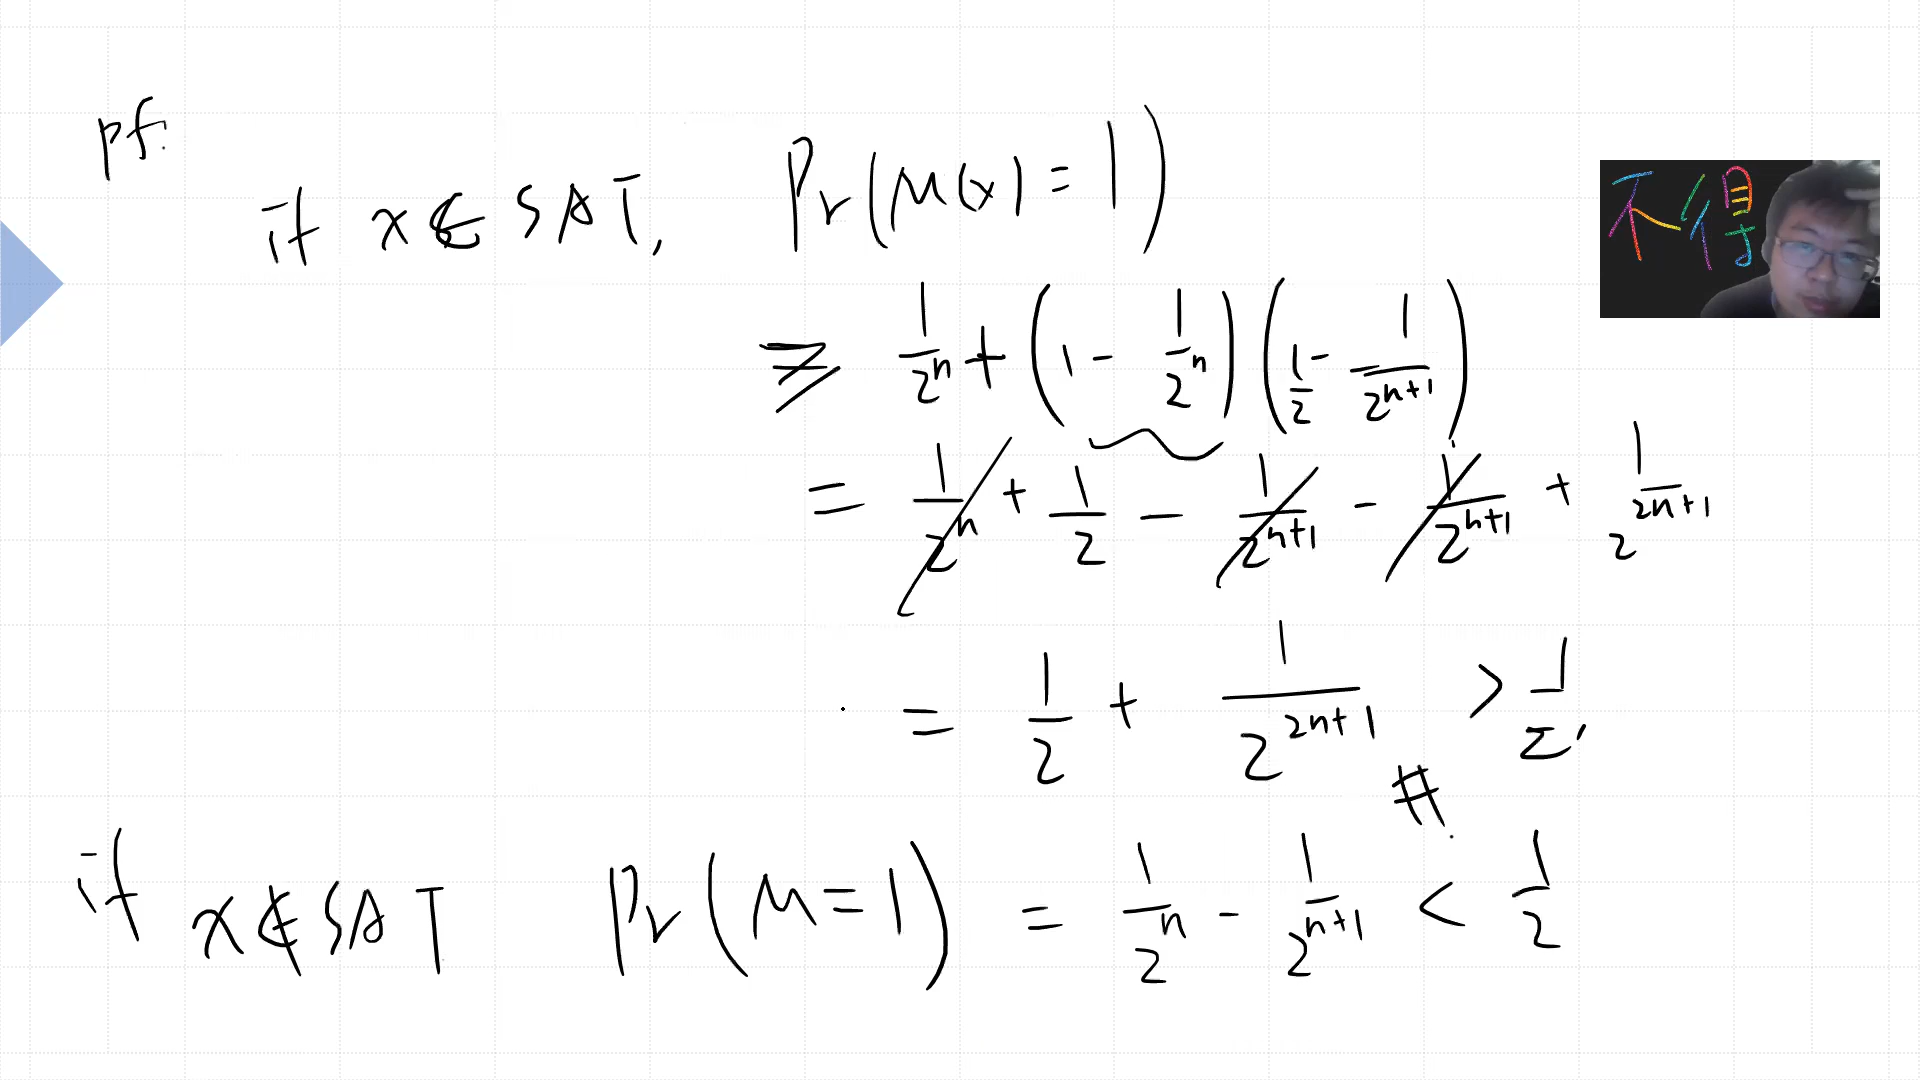 pf.
if x ∈ SAT, Pr(M(x) = 1)
不得
≥ 1/2^n + (1 - 1/2^n)(1/2 - 1/2^{n+1})
= 1/2^n + 1/2 - 1/2^{n+1} - 1/2^{n+1} + 1/2^{2n+1}
= 1/2 + 1/2^{2n+1} > 1/2,
#
if x ∉ SAT Pr(M = 1) = 1/2^n - 1/2^{n+1} < 1/2